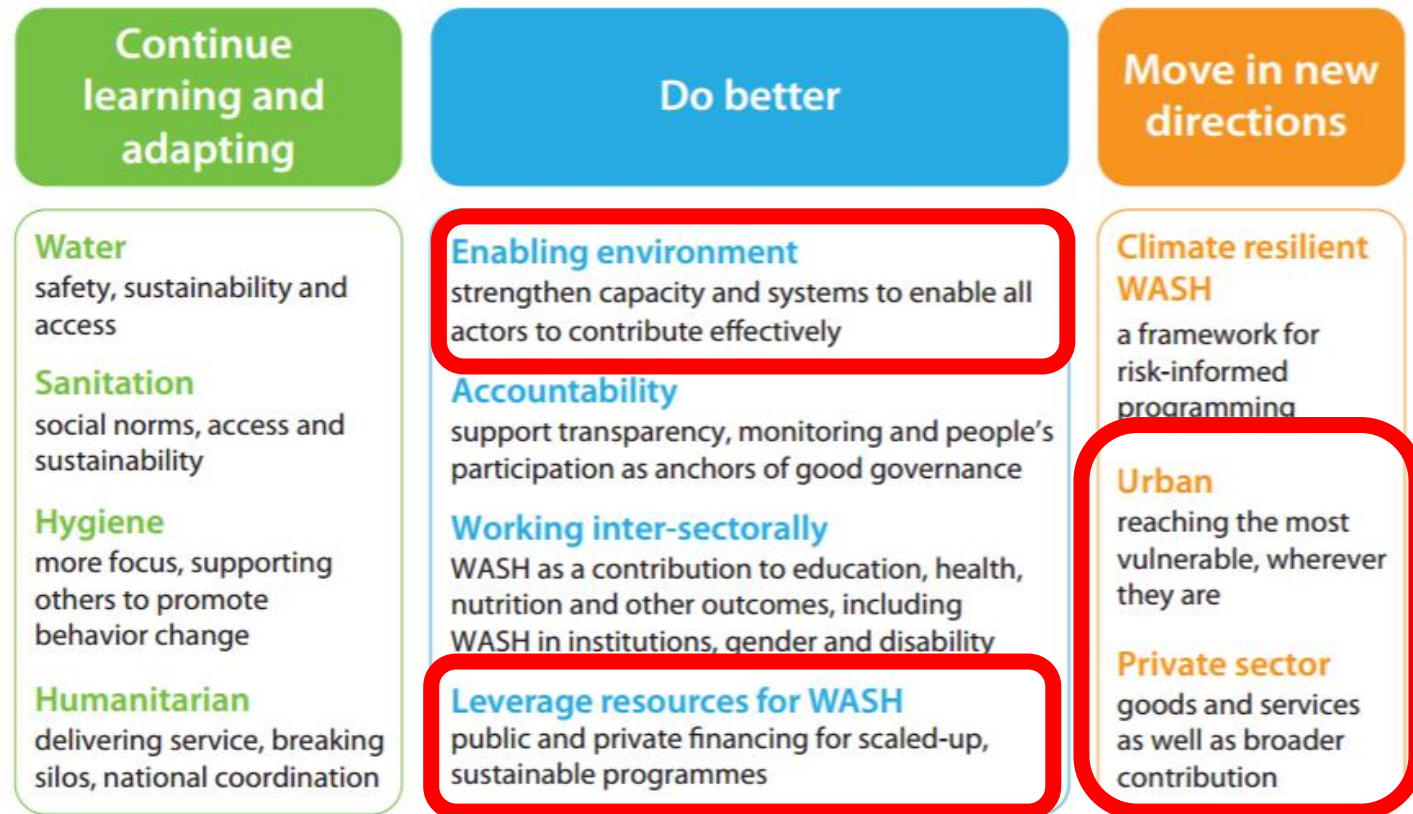 Continue
learning and
adapting
Water
safety, sustainability and
access
Sanitation
social norms, access and
sustainability
Hygiene
more focus, supporting
others to promote
behavior change
Humanitarian
delivering service, breaking
silos, national coordination
Do better
Enabling environment
strengthen capacity and systems to enable all
actors to contribute effectively
Accountability
support transparency, monitoring and people's
participation as anchors of good governance
Working inter-sectorally
WASH as a contribution to education, health,
nutrition and other outcomes, including
WASH in institutions, gender and disability
Leverage resources for WASH
public and private financing for scaled-up,
sustainable programmes
Move in new
directions
Climate resilient
WASH
a framework for
risk-informed
programming
Urban
reaching the most
vulnerable, wherever
they are
Private sector
goods and services
as well as broader
contribution